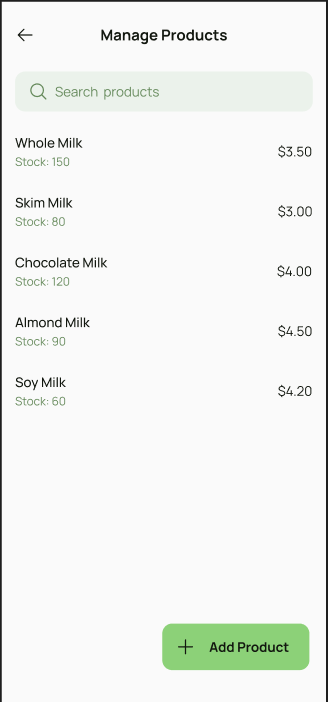 Manage Products
Search products
Whole Milk
Stock: 150
$3.50
Skim Milk
Stock: 80
$3.00
Chocolate Milk
Stock: 120
$4.00
Almond Milk
Stock: 90
$4.50
Soy Milk
Stock: 60
$4.20
Add Product